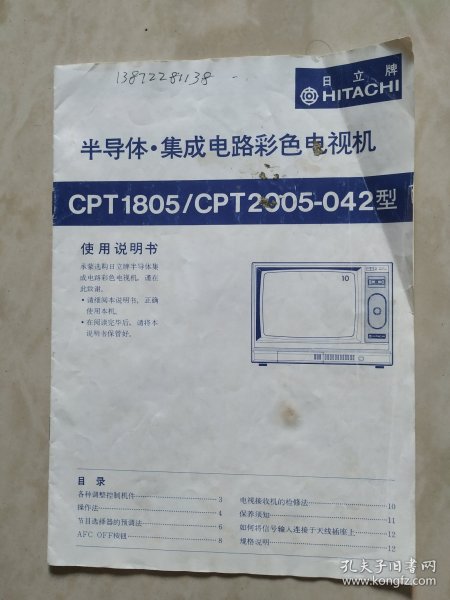 13872281138
日立牌
HITACHI
半导体·集成电路彩色电视机
CPT1805/CPT2005-042型
使用说明书
承蒙选购日立牌半导体集
成电路彩色电视机，谨在
此致谢。
•请细阅本说明书，正确
使用本机。
•在阅读完毕后，请将本
说明书保管好。
10
HITACHI
目录
各种调整控制机件 3
操作法 4
节目选择器的预调法 6
AFC OFF按钮 8
电视接收机的检修法 10
保养须知 11
如何将信号输入连接于天线插座上 12
规格说明 12
孔夫子旧书网
book.kongfz.com